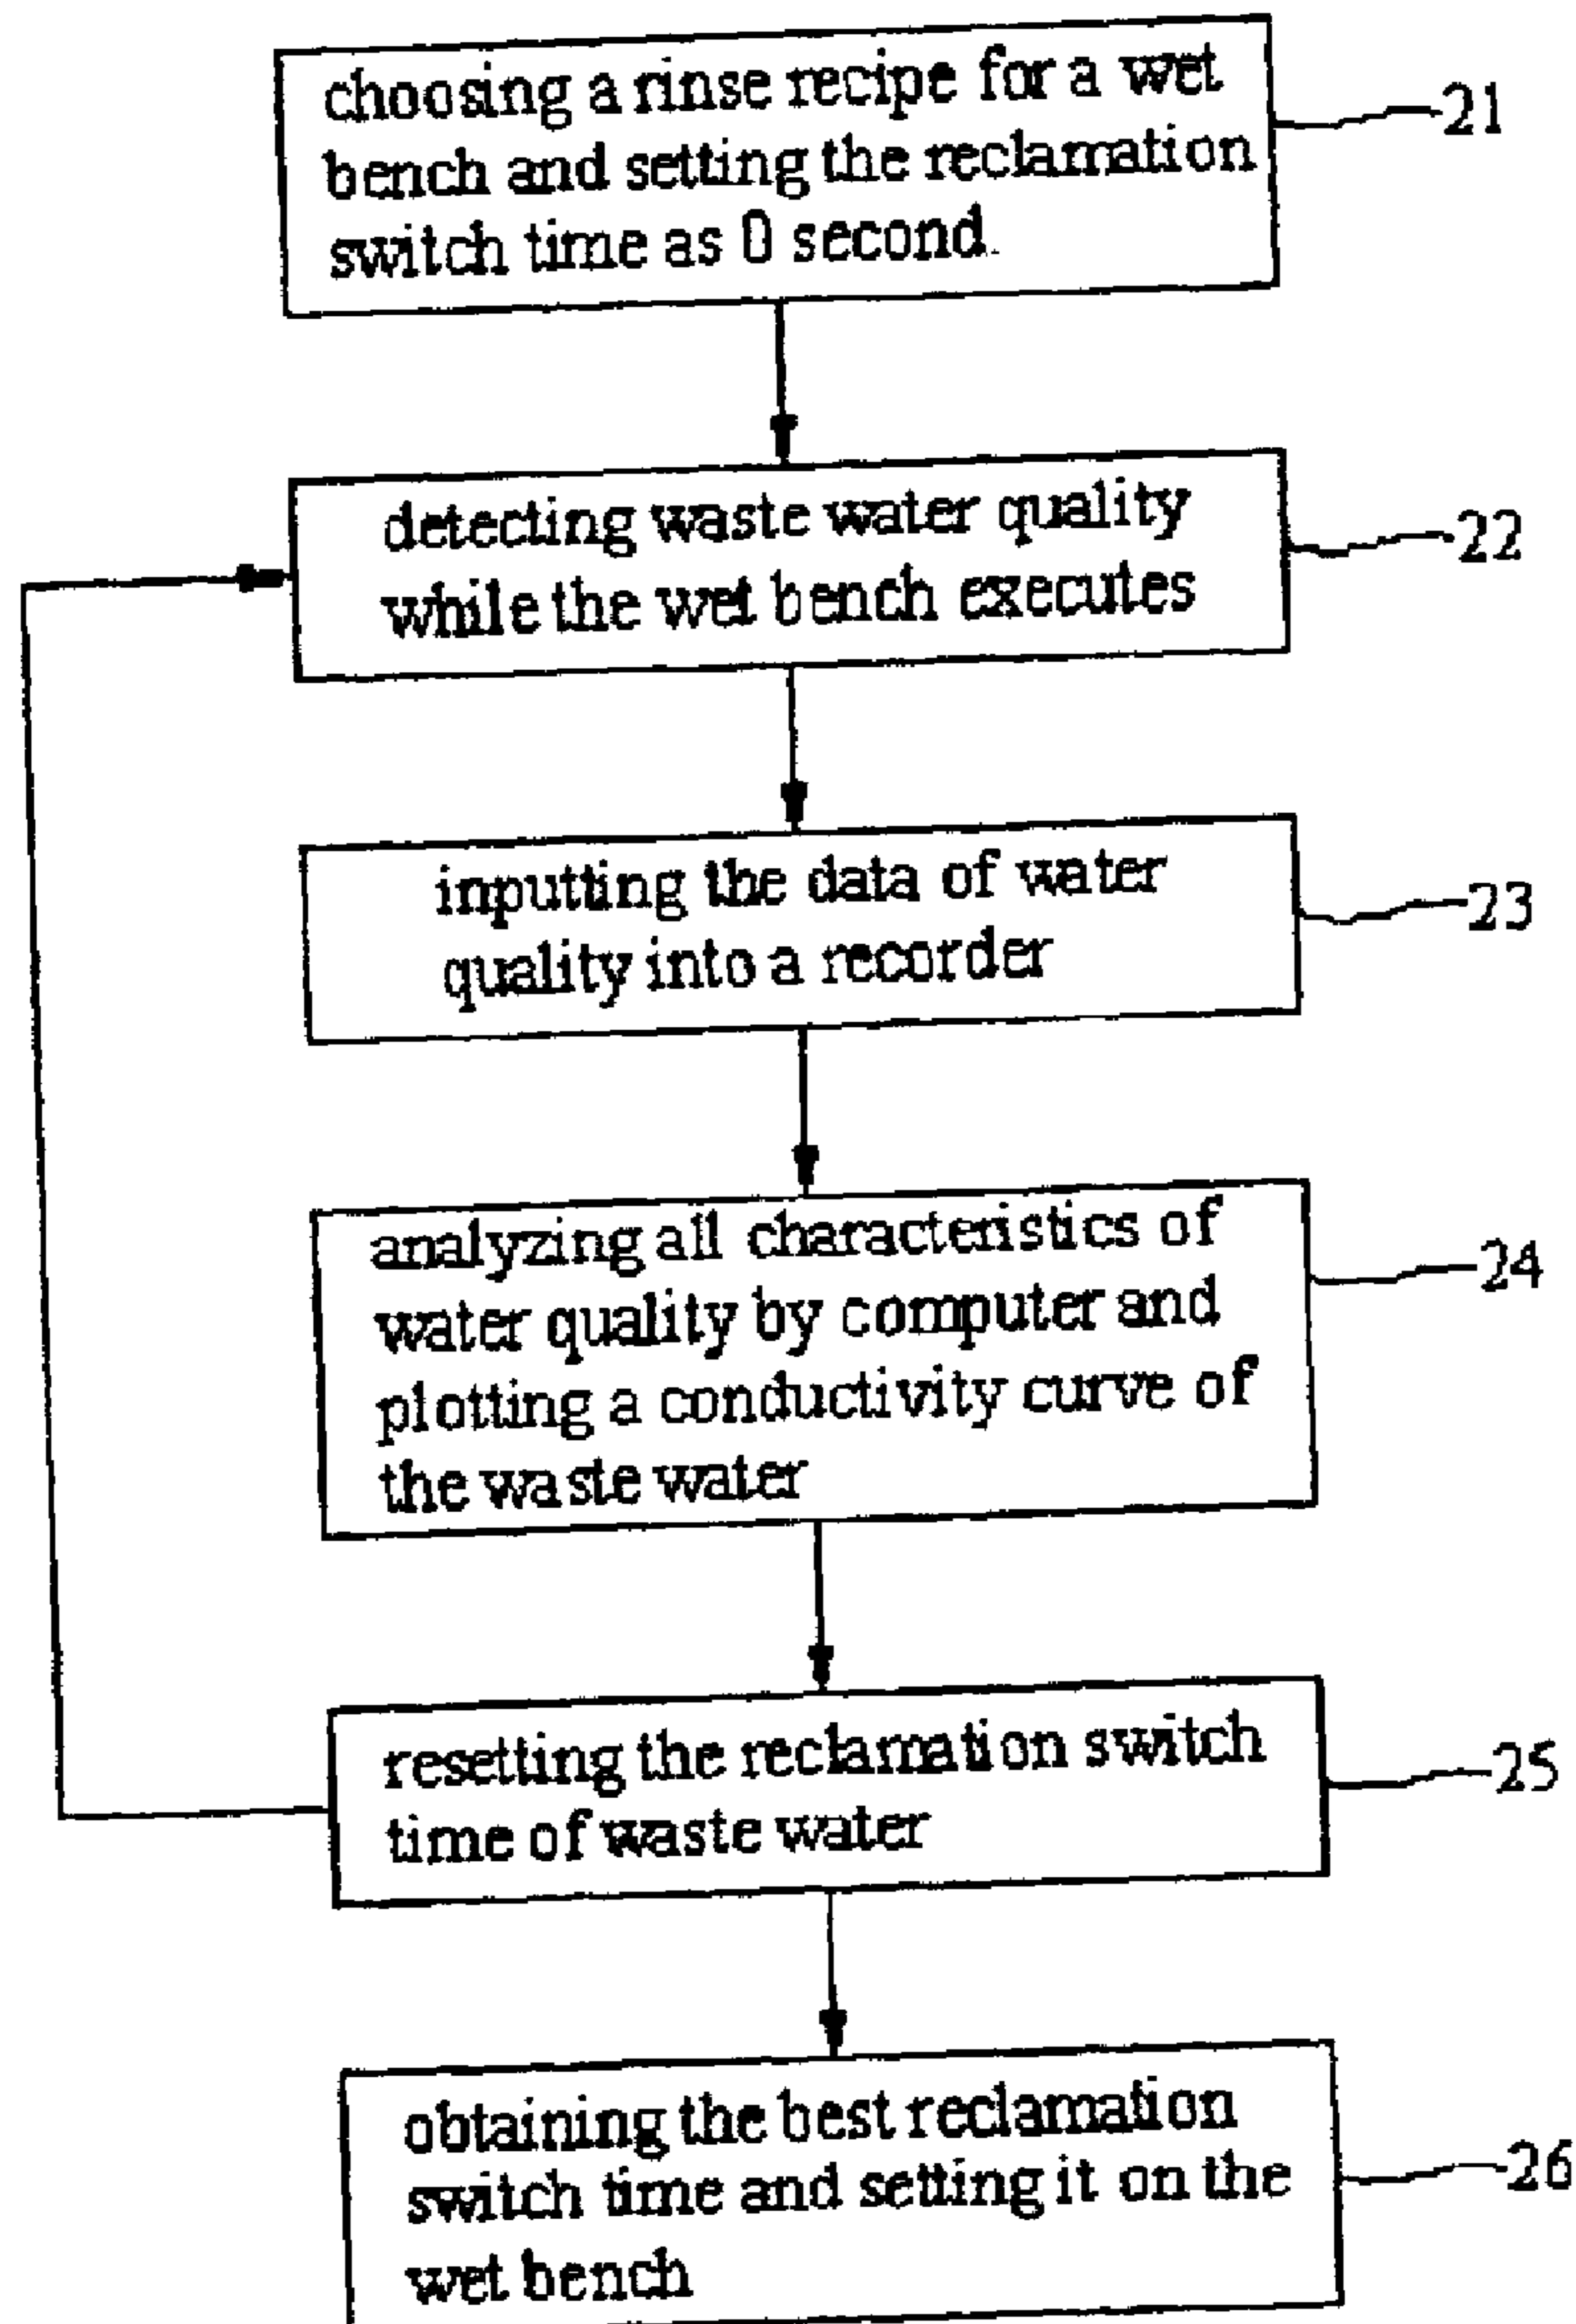 choosing a rinse recipe for a wet
bench and setting the reclamation
switch time as 0 second.
21
detecting waste water quality
while the wet bench executes
22
inputting the data of water
quality into a recorder
23
analyzing all characteristics of
water quality by computer and
plotting a conductivity curve of
the waste water
24
resetting the reclamation switch
time of waste water
25
obtaining the best reclamation
switch time and setting it on the
wet bench
26